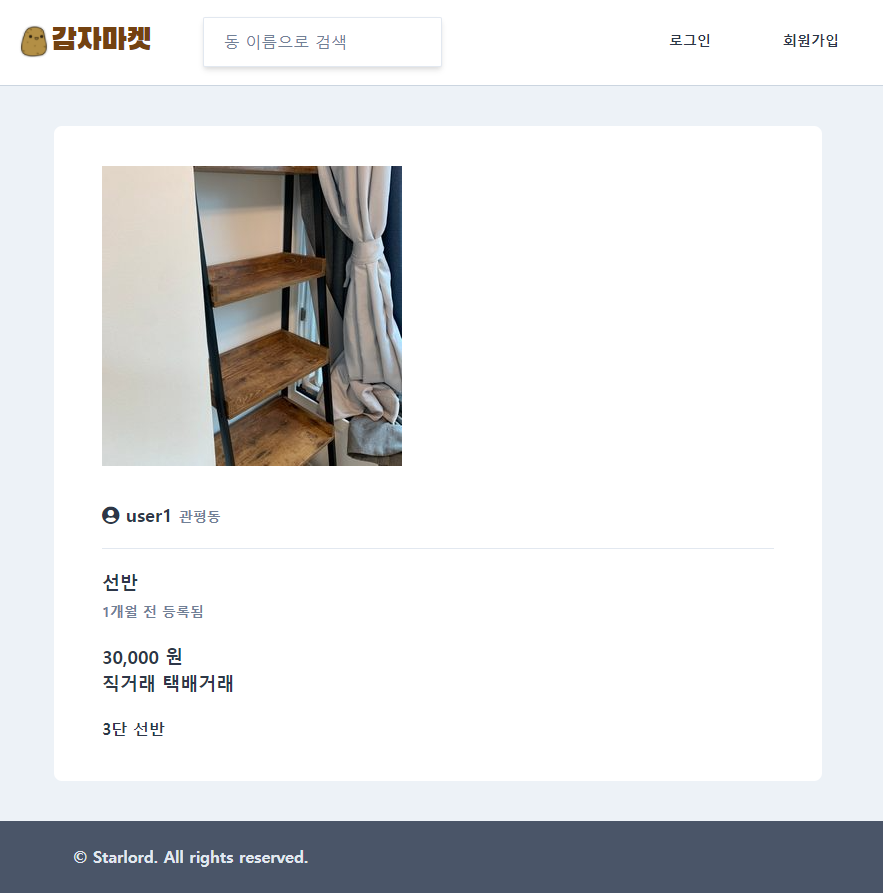 감자마켓
동 이름으로 검색
로그인
회원가입
user1 관평동
선반
1개월 전 등록됨
30,000 원
직거래 택배거래
3단 선반
© Starlord. All rights reserved.